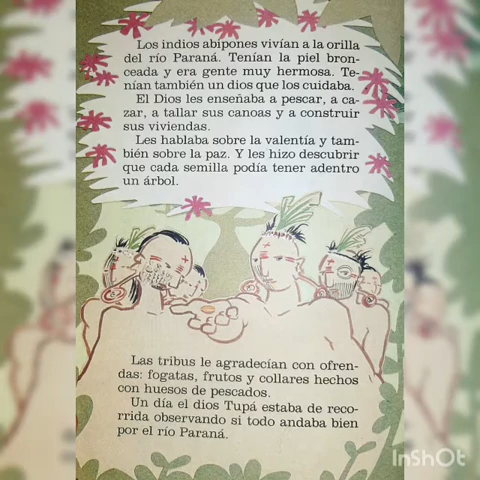 Los indios abipones vivían a la orilla
del río Paraná. Tenían la piel bron-
ceada y era gente muy hermosa. Te-
nían también un dios que los cuidaba.
El Dios les enseñaba a pescar, a ca-
zar, a tallar sus canoas y a construir
sus viviendas.
Les hablaba sobre la valentía y tam-
bién sobre la paz. Y les hizo descubrir
que cada semilla podía tener adentro
un árbol.
Las tribus le agradecían con ofren-
das: fogatas, frutos y collares hechos
con huesos de pescados.
Un día el dios Tupá estaba de reco-
rrida observando si todo andaba bien
por el río Paraná.
InShOt